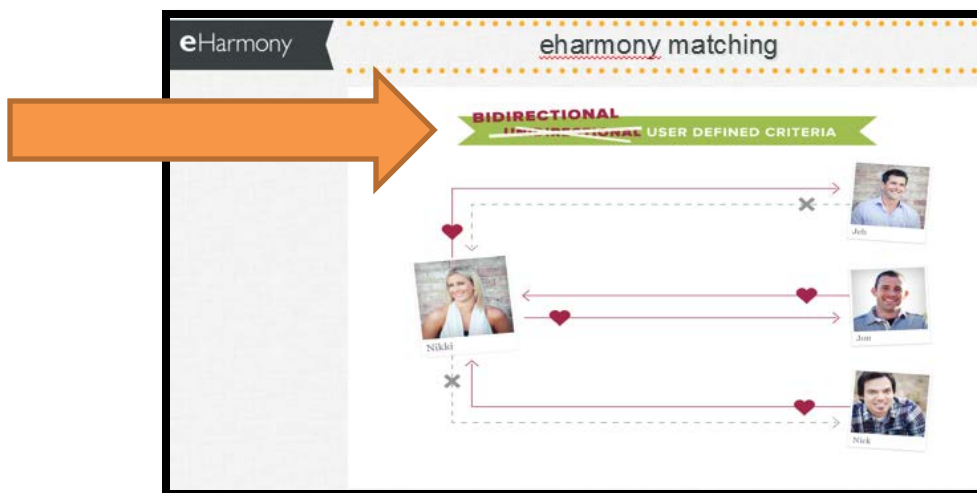 eHarmony
eharmony matching
BIDIRECTIONAL
UNIDIRECTIONAL USER DEFINED CRITERIA
Jeb
Nikki
Jon
Nick